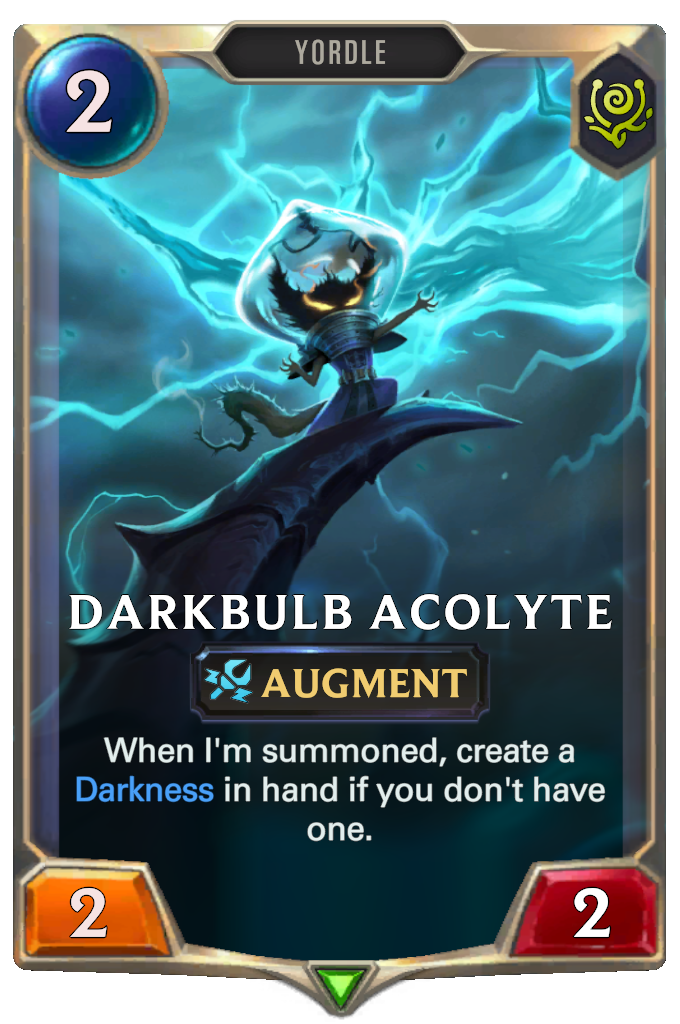 YORDLE
2
DARKBULB ACOLYTE
AUGMENT
When I'm summoned, create a
Darkness in hand if you don't have
one.
2
2